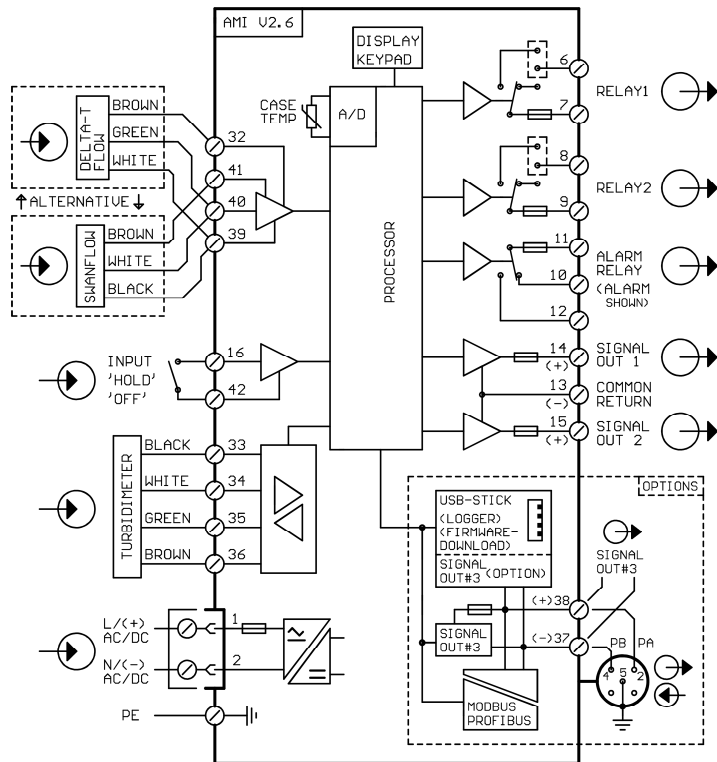 AMI V2.6
DISPLAY
KEYPAD
CASE
TEMP
A/D
PROCESSOR
DELTA-T
FLOW
BROWN
GREEN
WHITE
ALTERNATIVE
SWANFLOW
BROWN
WHITE
BLACK
32
41
40
39
INPUT
'HOLD'
'OFF'
16
42
TURBIDIMETER
BLACK
WHITE
GREEN
BROWN
33
34
35
36
L/(+)
AC/DC
N/(-)
AC/DC
1
2
PE
6
7
RELAY1
8
9
RELAY2
11
10
12
ALARM
RELAY
(ALARM
SHOWN)
14
(+)
SIGNAL
OUT 1
13
(-)
COMMON
RETURN
15
(+)
SIGNAL
OUT 2
OPTIONS
USB-STICK
(LOGGER)
(FIRMWARE-
DOWNLOAD)
SIGNAL
OUT#3 (OPTION)
SIGNAL
OUT#3
(+)38
SIGNAL
OUT#3
(-)37
PB PA
4 5 2
MODBUS
PROFIBUS